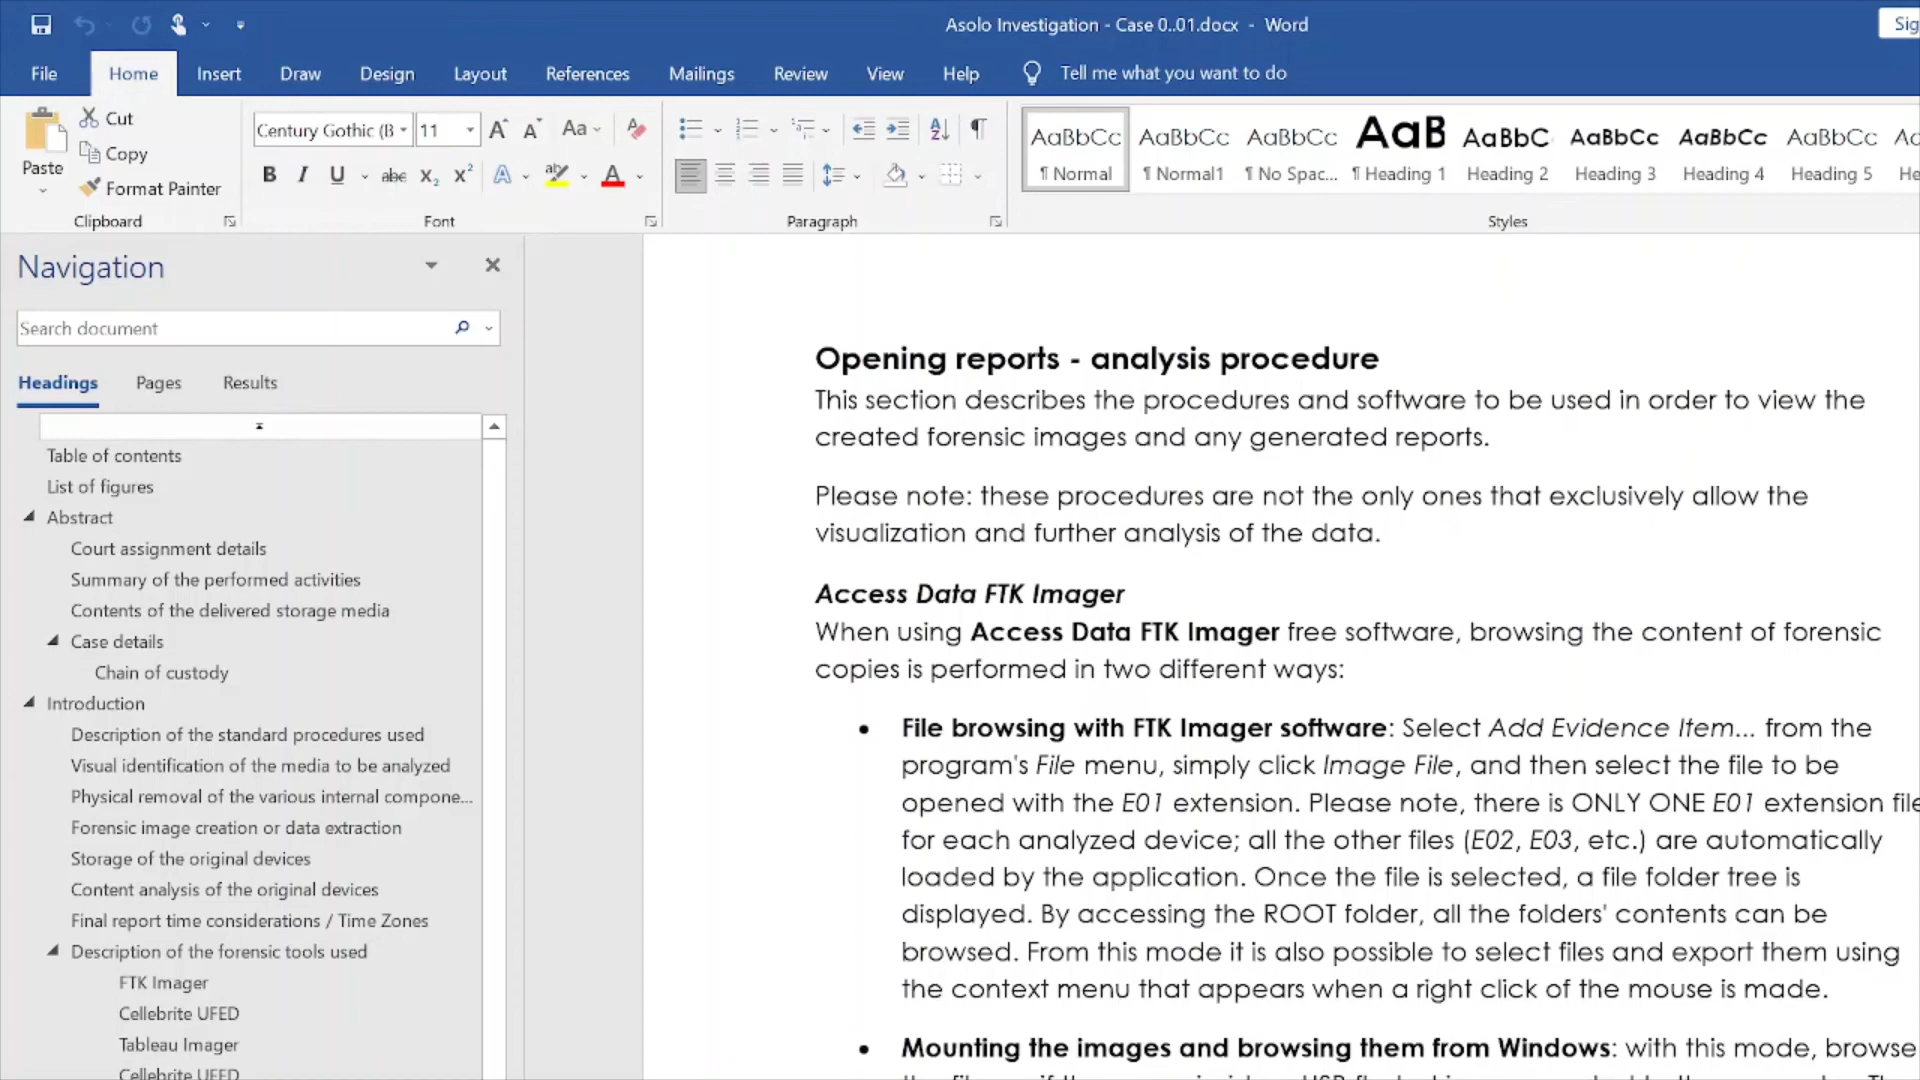 Asolo Investigation - Case 0..01.docx - Word
Sig
File Home Insert Draw Design Layout References Mailings Review View Help Tell me what you want to do
Paste
Cut
Copy
Format Painter
Clipboard
Century Gothic (B 11
Font
Paragraph
AaBbCc AaBbCc AaBbCc AaB AaBbC AaBbCc AaBbCc AaBbCc
¶ Normal ¶ Normal1 ¶ No Spac... ¶ Heading 1 Heading 2 Heading 3 Heading 4 Heading 5 He
Styles
Navigation
Search document
Headings Pages Results
Table of contents
List of figures
Abstract
Court assignment details
Summary of the performed activities
Contents of the delivered storage media
Case details
Chain of custody
Introduction
Description of the standard procedures used
Visual identification of the media to be analyzed
Physical removal of the various internal compone...
Forensic image creation or data extraction
Storage of the original devices
Content analysis of the original devices
Final report time considerations / Time Zones
Description of the forensic tools used
FTK Imager
Cellebrite UFED
Tableau Imager
Cellebrite UFED
Opening reports - analysis procedure
This section describes the procedures and software to be used in order to view the
created forensic images and any generated reports.
Please note: these procedures are not the only ones that exclusively allow the
visualization and further analysis of the data.
Access Data FTK Imager
When using Access Data FTK Imager free software, browsing the content of forensic
copies is performed in two different ways:
• File browsing with FTK Imager software: Select Add Evidence Item... from the
program's File menu, simply click Image File, and then select the file to be
opened with the E01 extension. Please note, there is ONLY ONE E01 extension file
for each analyzed device; all the other files (E02, E03, etc.) are automatically
loaded by the application. Once the file is selected, a file folder tree is
displayed. By accessing the ROOT folder, all the folders' contents can be
browsed. From this mode it is also possible to select files and export them using
the context menu that appears when a right click of the mouse is made.
• Mounting the images and browsing them from Windows: with this mode, browse